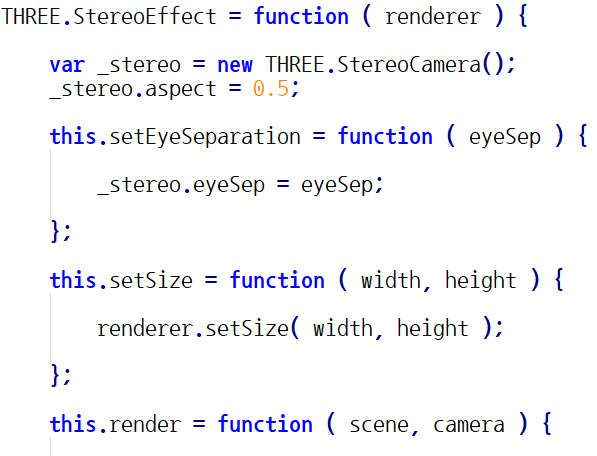 THREE.StereoEffect = function ( renderer ) {
var _stereo = new THREE.StereoCamera();
_stereo.aspect = 0.5;
this.setEyeSeparation = function ( eyeSep ) {
_stereo.eyeSep = eyeSep;
};
this.setSize = function ( width, height ) {
renderer.setSize( width, height );
};
this.render = function ( scene, camera ) {